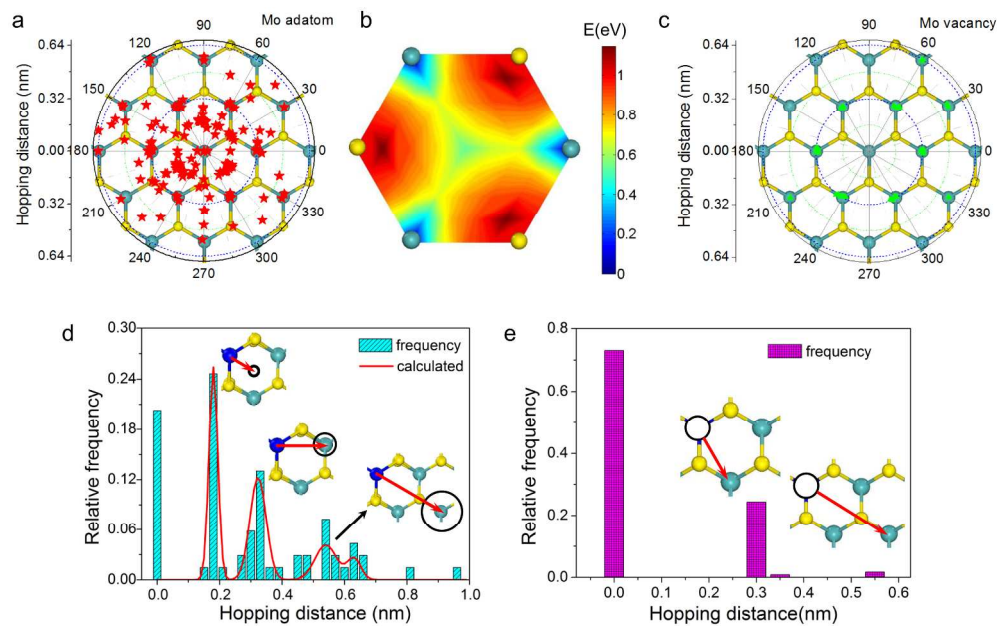 a
Mo adatom
Hopping distance (nm)
0.64
0.32
0.00
0.32
0.64
90
120
60
150
30
180
0
210
330
240
300
270
b
E(eV)
1
0.8
0.6
0.4
0.2
0
c
Mo vacancy
Hopping distance (nm)
0.64
0.32
0.00
0.32
0.64
90
120
60
150
30
180
0
210
330
240
300
270
d
Relative frequency
0.30
0.24
0.18
0.12
0.06
0.00
frequency
calculated
0.0 0.2 0.4 0.6 0.8 1.0
Hopping distance (nm)
e
Relative frequency
0.8
0.6
0.4
0.2
0.0
frequency
0.0 0.1 0.2 0.3 0.4 0.5 0.6
Hopping distance(nm)